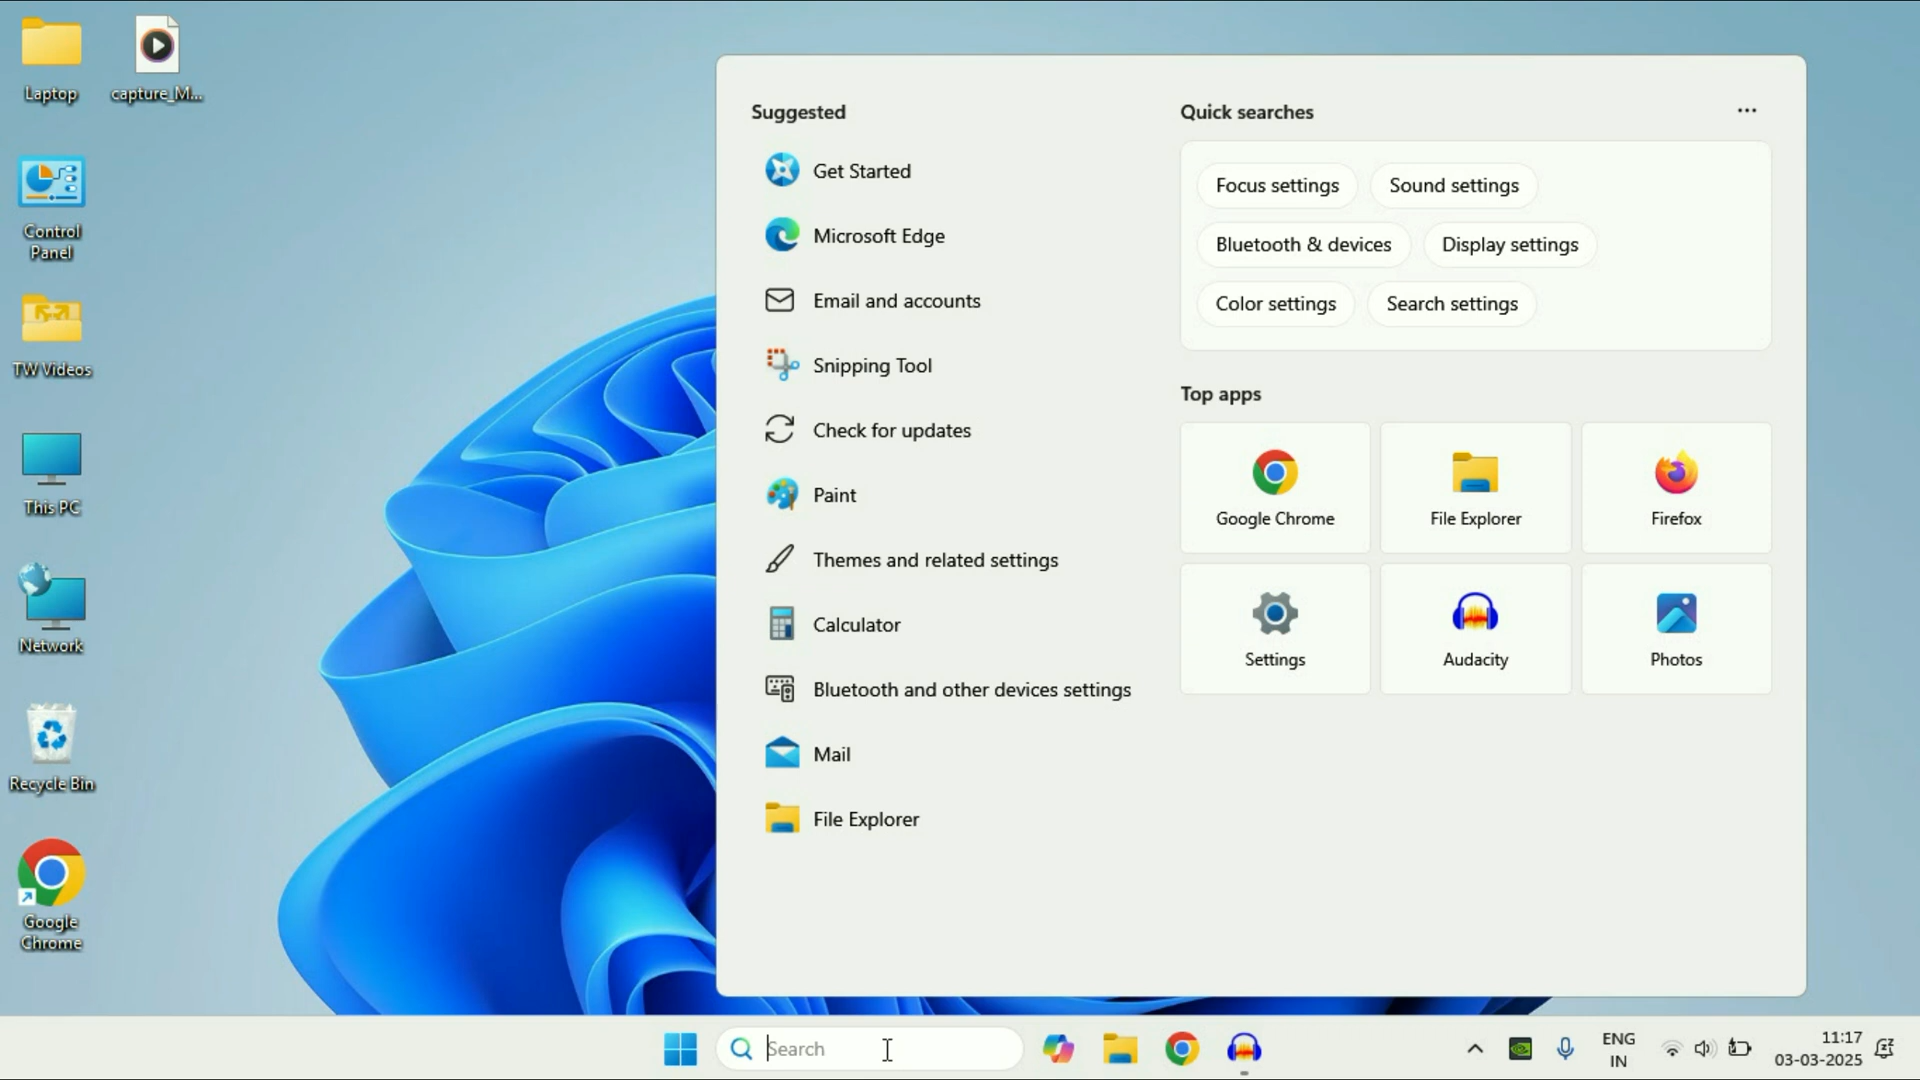 Laptop
capture_M...
Control
Panel
TW Videos
This PC
Network
Recycle Bin
Google
Chrome
Suggested
Get Started
Microsoft Edge
Email and accounts
Snipping Tool
Check for updates
Paint
Themes and related settings
Calculator
Bluetooth and other devices settings
Mail
File Explorer
Quick searches
Focus settings
Sound settings
Bluetooth & devices
Display settings
Color settings
Search settings
Top apps
Google Chrome
File Explorer
Firefox
Settings
Audacity
Photos
Search
ENG
IN
11:17
03-03-2025